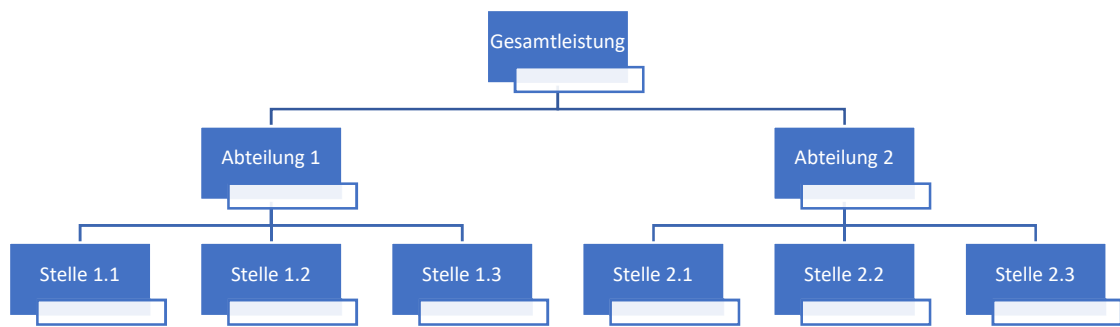 Gesamtleistung
Abteilung 1
Abteilung 2
Stelle 1.1
Stelle 1.2
Stelle 1.3
Stelle 2.1
Stelle 2.2
Stelle 2.3